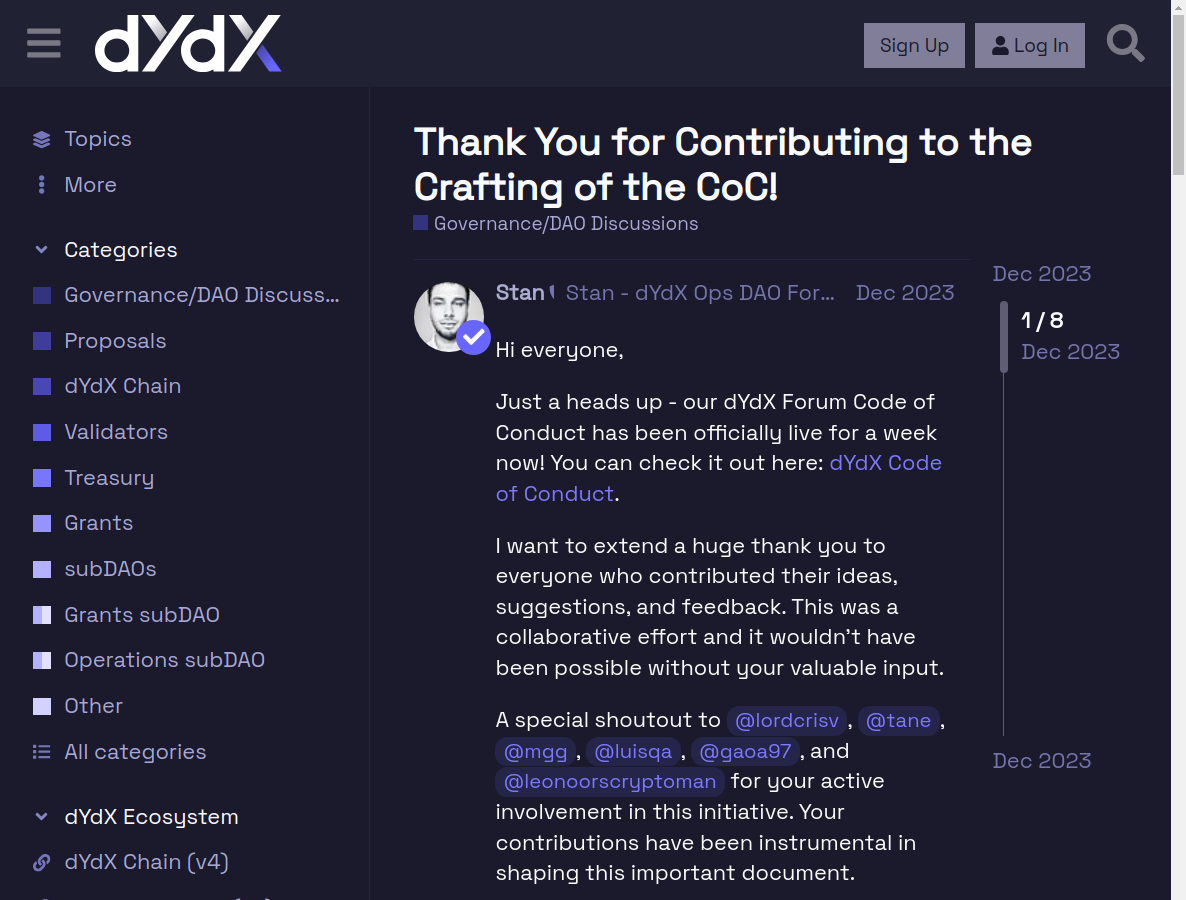 dYdX
Sign Up
Log In
Topics
More
Categories
Governance/DAO Discuss...
Proposals
dYdX Chain
Validators
Treasury
Grants
subDAOs
Grants subDAO
Operations subDAO
Other
All categories
dYdX Ecosystem
dYdX Chain (v4)
Thank You for Contributing to the
Crafting of the CoC!
Governance/DAO Discussions
Stan Stan - dYdX Ops DAO For... Dec 2023
Hi everyone,
Just a heads up - our dYdX Forum Code of
Conduct has been officially live for a week
now! You can check it out here: dYdX Code
of Conduct.
I want to extend a huge thank you to
everyone who contributed their ideas,
suggestions, and feedback. This was a
collaborative effort and it wouldn't have
been possible without your valuable input.
A special shoutout to @lordcrisv, @tane,
@mgg, @luisqa, @gaoa97, and
@leonoorscryptoman for your active
involvement in this initiative. Your
contributions have been instrumental in
shaping this important document.
Dec 2023
1 / 8
Dec 2023
Dec 2023